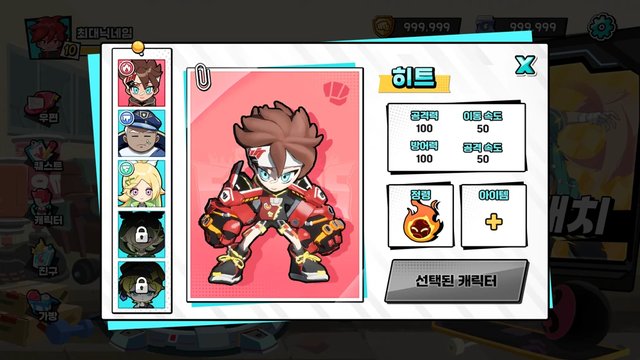 최대닉네임
10
999,999
999,999
우편
퀘스트
캐릭터
친구
가방
히트
X
공격력 이동 속도
100 50
방어력 공격 속도
100 50
정령 아이템
+
선택된 캐릭터
매치